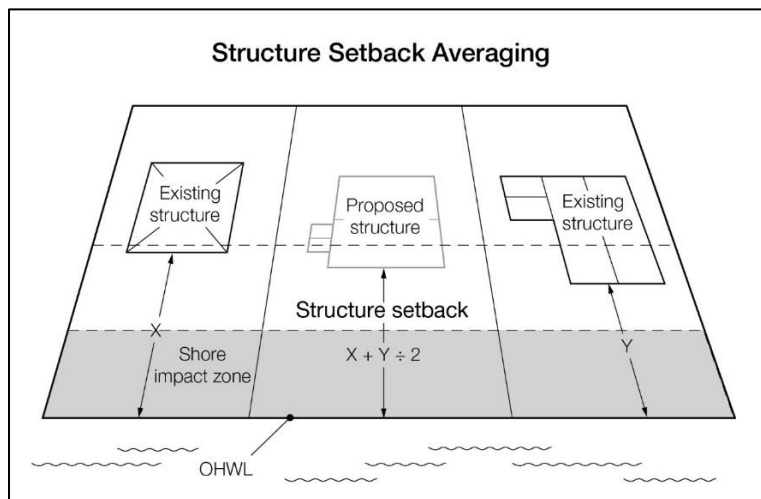 Structure Setback Averaging
Existing
structure
Proposed
structure
Existing
structure
Structure setback
X
X + Y ÷ 2
Y
Shore
impact zone
OHWL